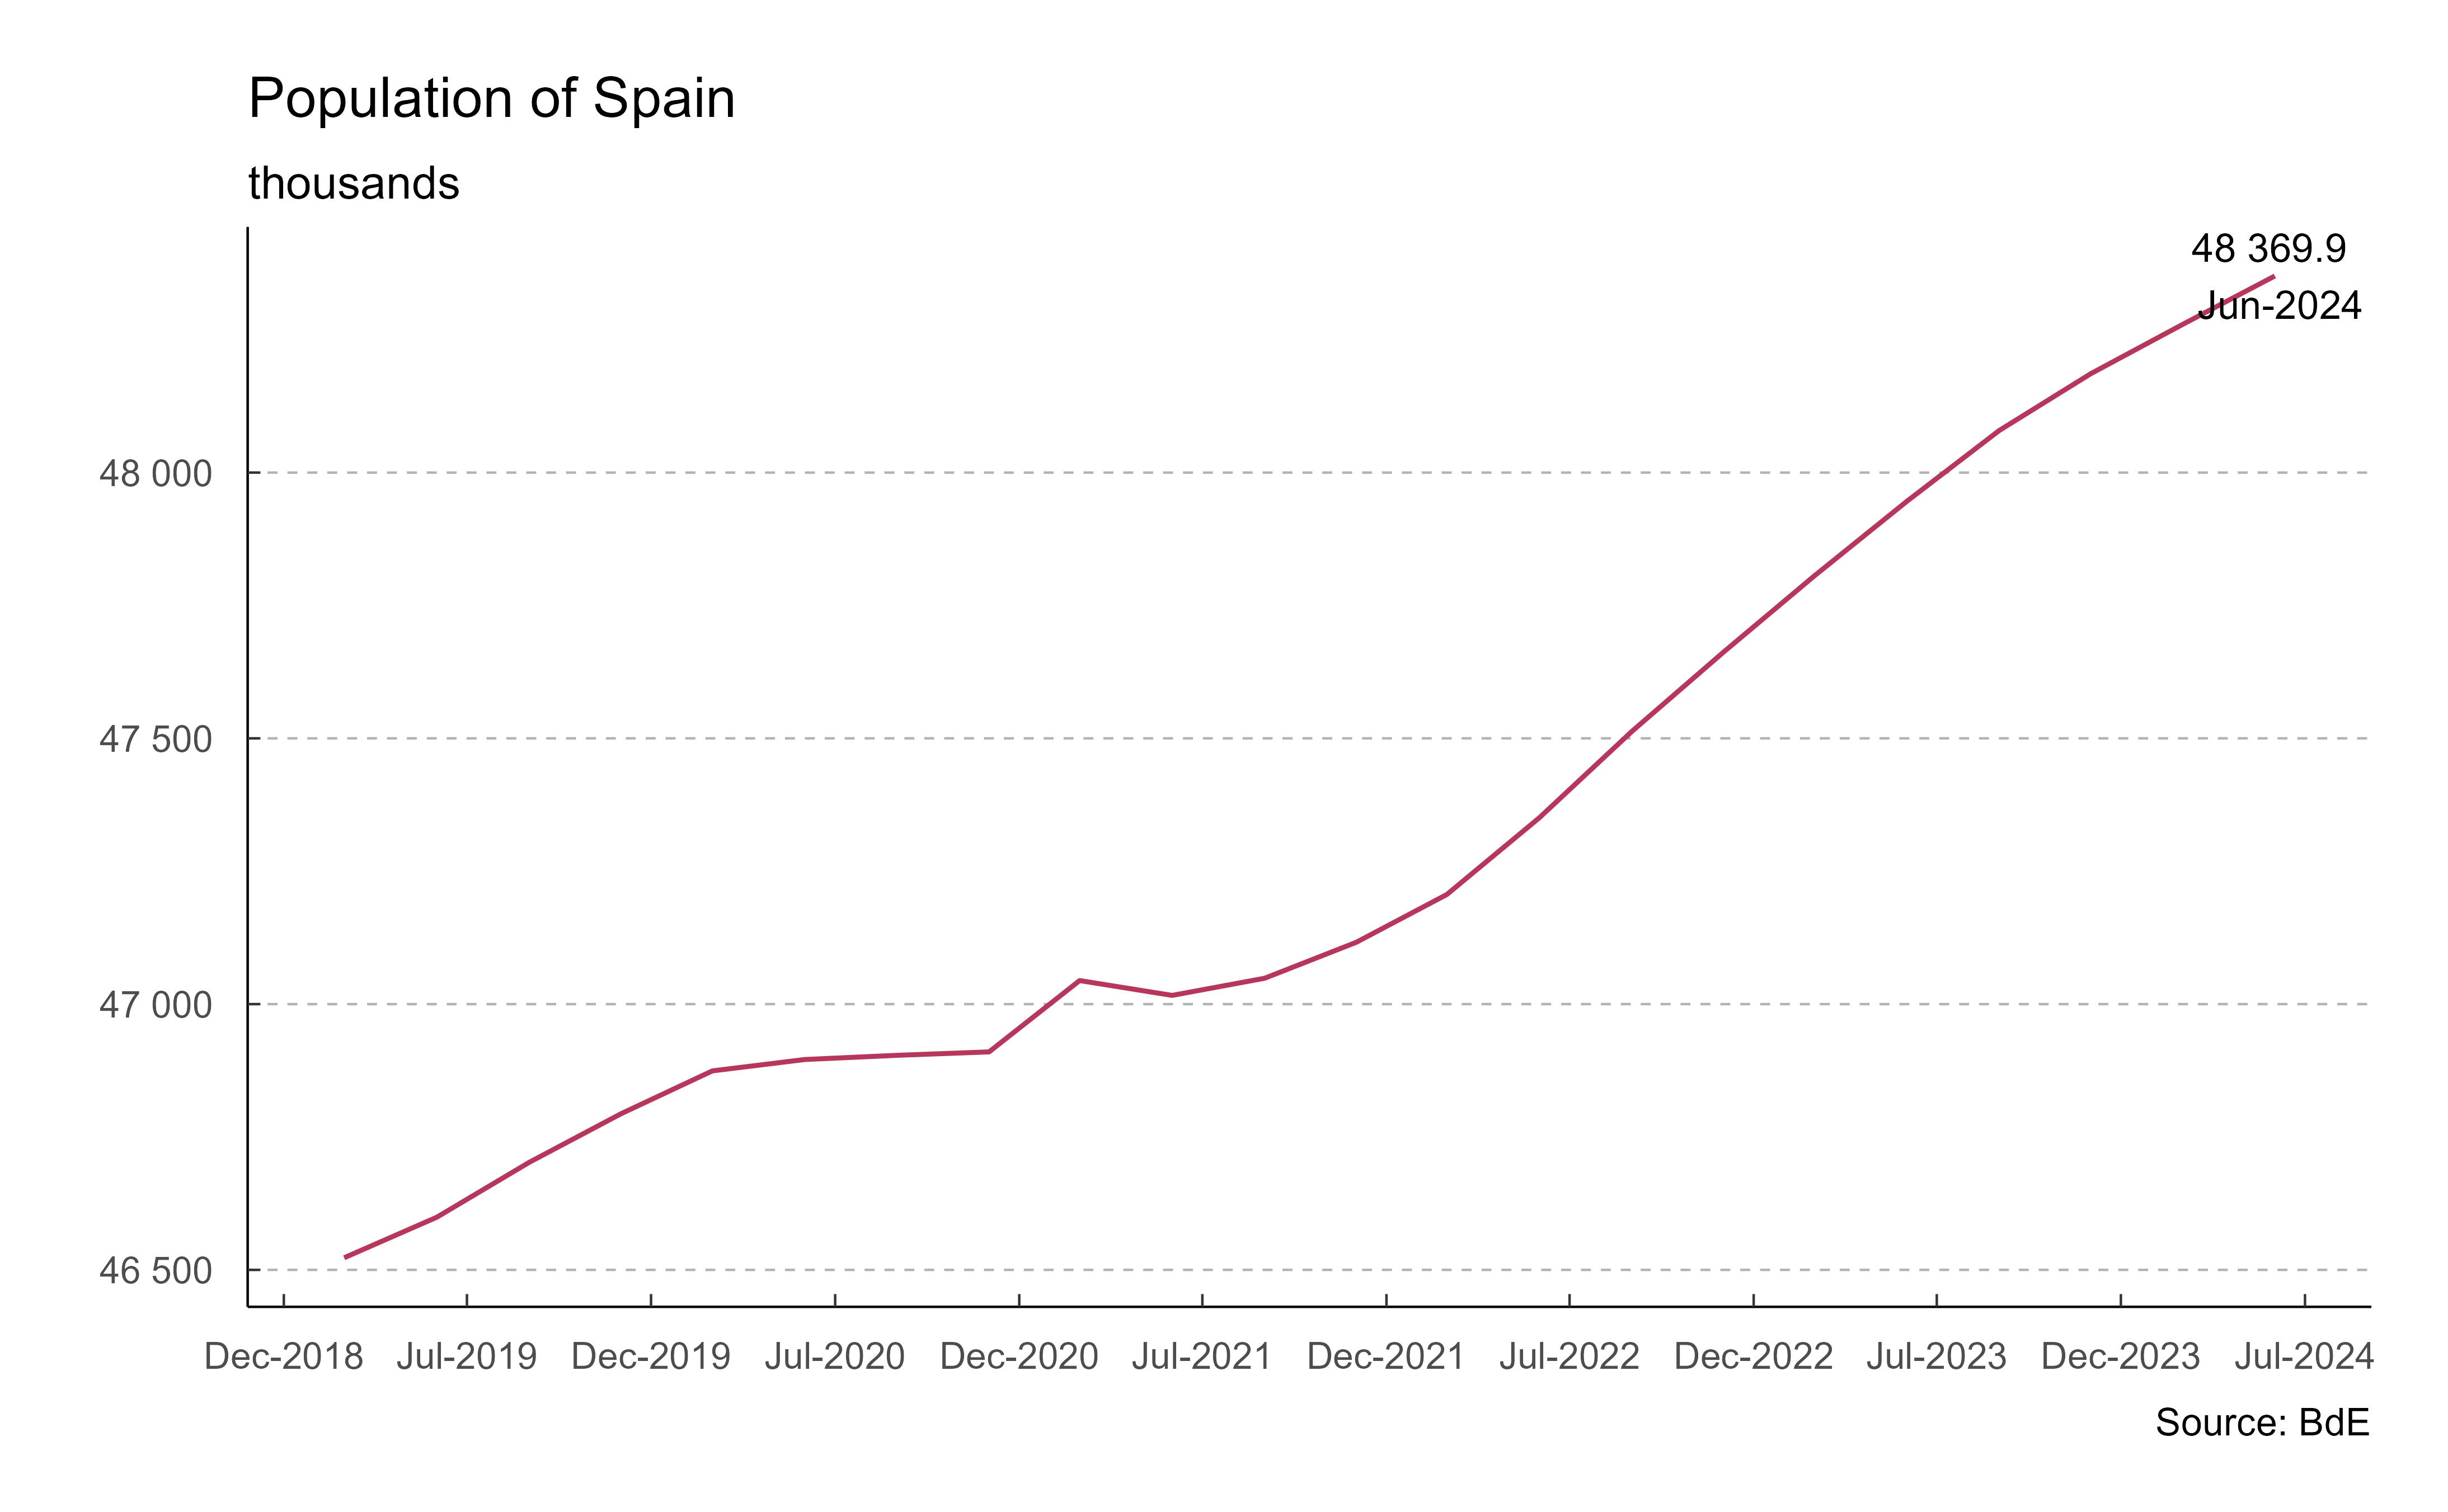 Population of Spain
thousands
48 369.9
Jun-2024
48 000
47 500
47 000
46 500
Dec-2018 Jul-2019 Dec-2019 Jul-2020 Dec-2020 Jul-2021 Dec-2021 Jul-2022 Dec-2022 Jul-2023 Dec-2023 Jul-2024
Source: BdE